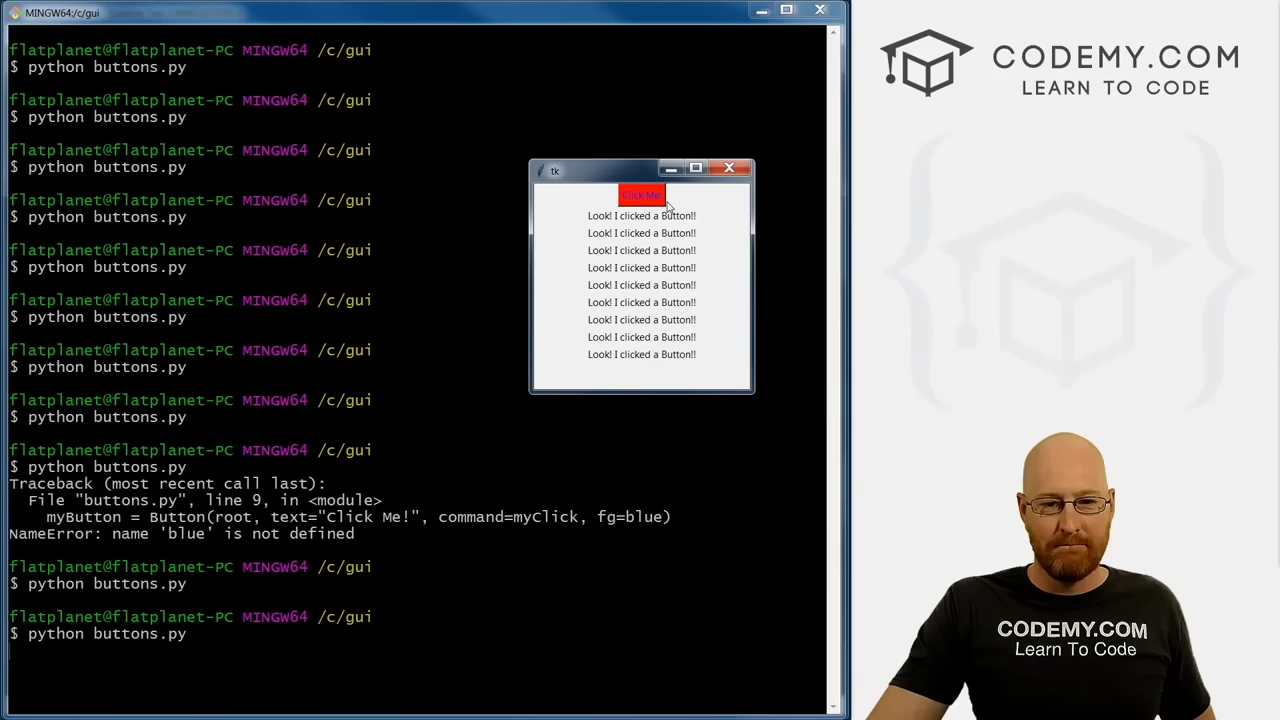 MINGW64:/c/gui
flatplanet@flatplanet-PC MINGW64 /c/gui
$ python buttons.py
flatplanet@flatplanet-PC MINGW64 /c/gui
$ python buttons.py
flatplanet@flatplanet-PC MINGW64 /c/gui
$ python buttons.py
flatplanet@flatplanet-PC MINGW64 /c/gui
$ python buttons.py
flatplanet@flatplanet-PC MINGW64 /c/gui
$ python buttons.py
flatplanet@flatplanet-PC MINGW64 /c/gui
$ python buttons.py
flatplanet@flatplanet-PC MINGW64 /c/gui
$ python buttons.py
flatplanet@flatplanet-PC MINGW64 /c/gui
$ python buttons.py
flatplanet@flatplanet-PC MINGW64 /c/gui
$ python buttons.py
Traceback (most recent call last):
File "buttons.py", line 9, in <module>
myButton = Button(root, text="Click Me!", command=myClick, fg=blue)
NameError: name 'blue' is not defined
flatplanet@flatplanet-PC MINGW64 /c/gui
$ python buttons.py
flatplanet@flatplanet-PC MINGW64 /c/gui
$ python buttons.py
tk
Click Me!
Look! I clicked a Button!!
Look! I clicked a Button!!
Look! I clicked a Button!!
Look! I clicked a Button!!
Look! I clicked a Button!!
Look! I clicked a Button!!
Look! I clicked a Button!!
Look! I clicked a Button!!
Look! I clicked a Button!!
CODEMY.COM
LEARN TO CODE
CODEMY.COM
Learn To Code